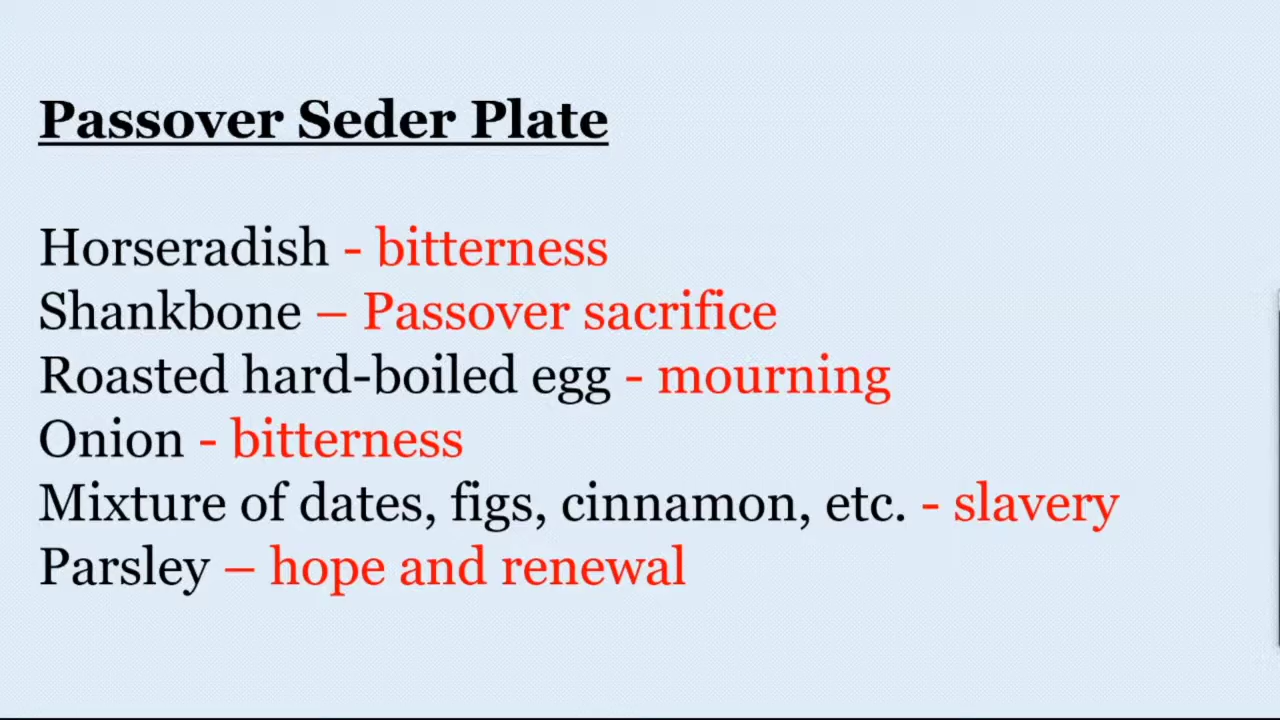 Passover Seder Plate
Horseradish - bitterness
Shankbone – Passover sacrifice
Roasted hard-boiled egg - mourning
Onion - bitterness
Mixture of dates, figs, cinnamon, etc. - slavery
Parsley – hope and renewal